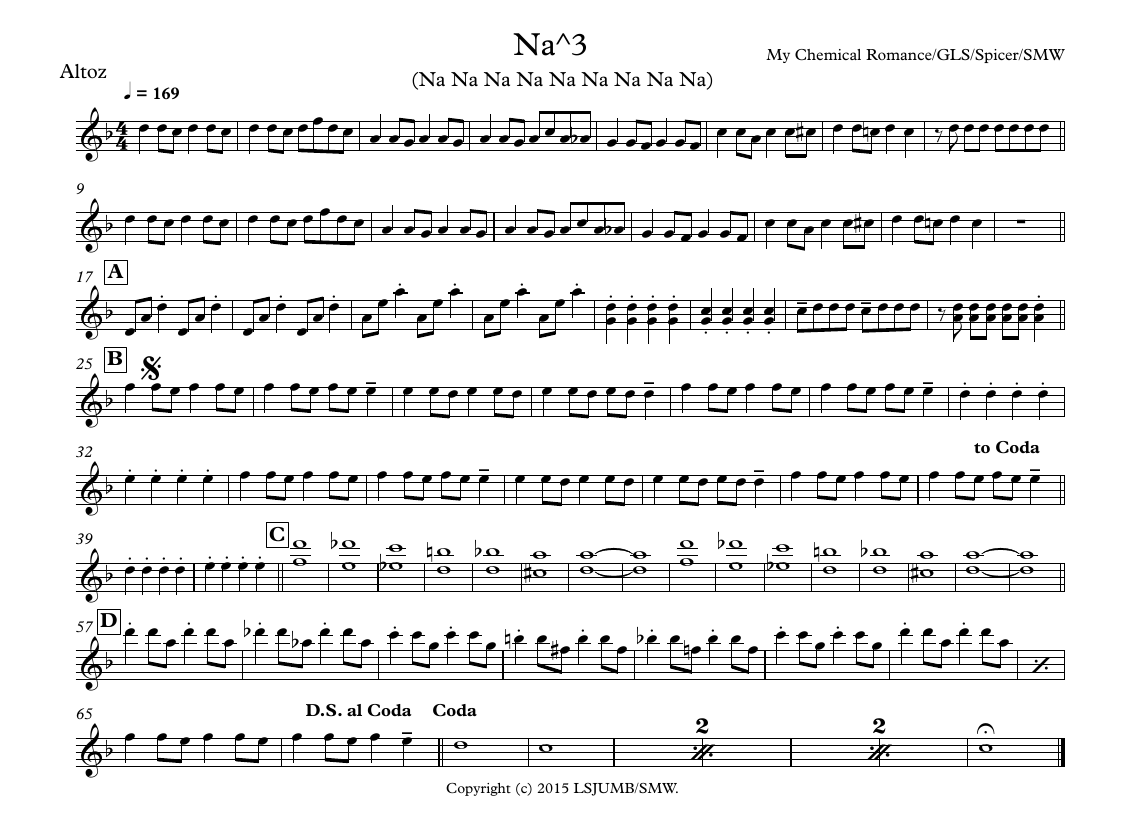 Na^3
My Chemical Romance/GLS/Spicer/SMW
Altoz
(Na Na Na Na Na Na Na Na Na)
♩ = 169
4
4
9
17 A
25 B
32
to Coda
39
C
57 D
65
D.S. al Coda Coda
2 2
Copyright (c) 2015 LSJUMB/SMW.